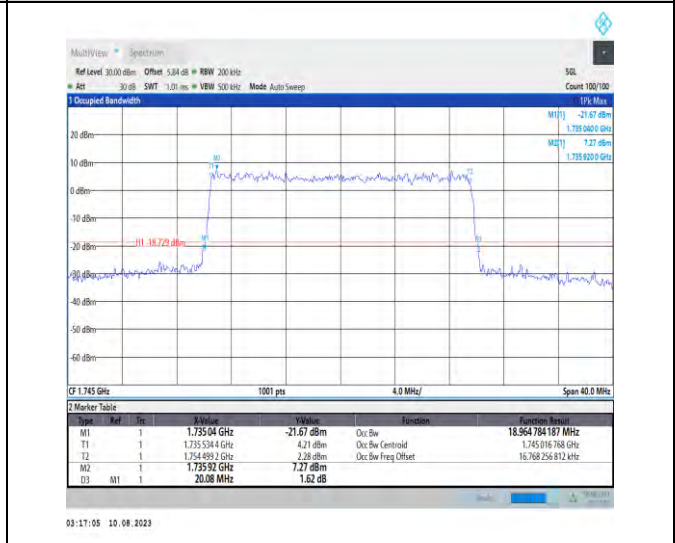 MultiView Spectrum
Ref Level 30.00 dBm Offset 5.84 dB RBW 200 kHz SGL
Att 30 dB SWT 1.01 ms VBW 500 kHz Mode Auto Sweep Count 100/100
1 Occupied Bandwidth 1Pk Max
M1[1] -21.67 dBm
1.735 040 0 GHz
20 dBm
M2[1] 7.27 dBm
1.735 920 0 GHz
10 dBm
M2
T1
T2
0 dBm
-10 dBm
H1 -18.729 dBm
M1
D3
-20 dBm
-30 dBm
-40 dBm
-50 dBm
-60 dBm
CF 1.745 GHz 1001 pts 4.0 MHz/ Span 40.0 MHz
2 Marker Table
Type Ref Trc X-Value Y-Value Function Function Result
M1 1 1.735 04 GHz -21.67 dBm Occ Bw 18.964 784 187 MHz
T1 1 1.735 534 4 GHz 4.21 dBm Occ Bw Centroid 1.745 016 768 GHz
T2 1 1.754 499 2 GHz 2.28 dBm Occ Bw Freq Offset 16.768 256 812 kHz
M2 1 1.735 92 GHz 7.27 dBm
D3 M1 1 20.08 MHz 1.62 dB
03:17:05 10.08.2023